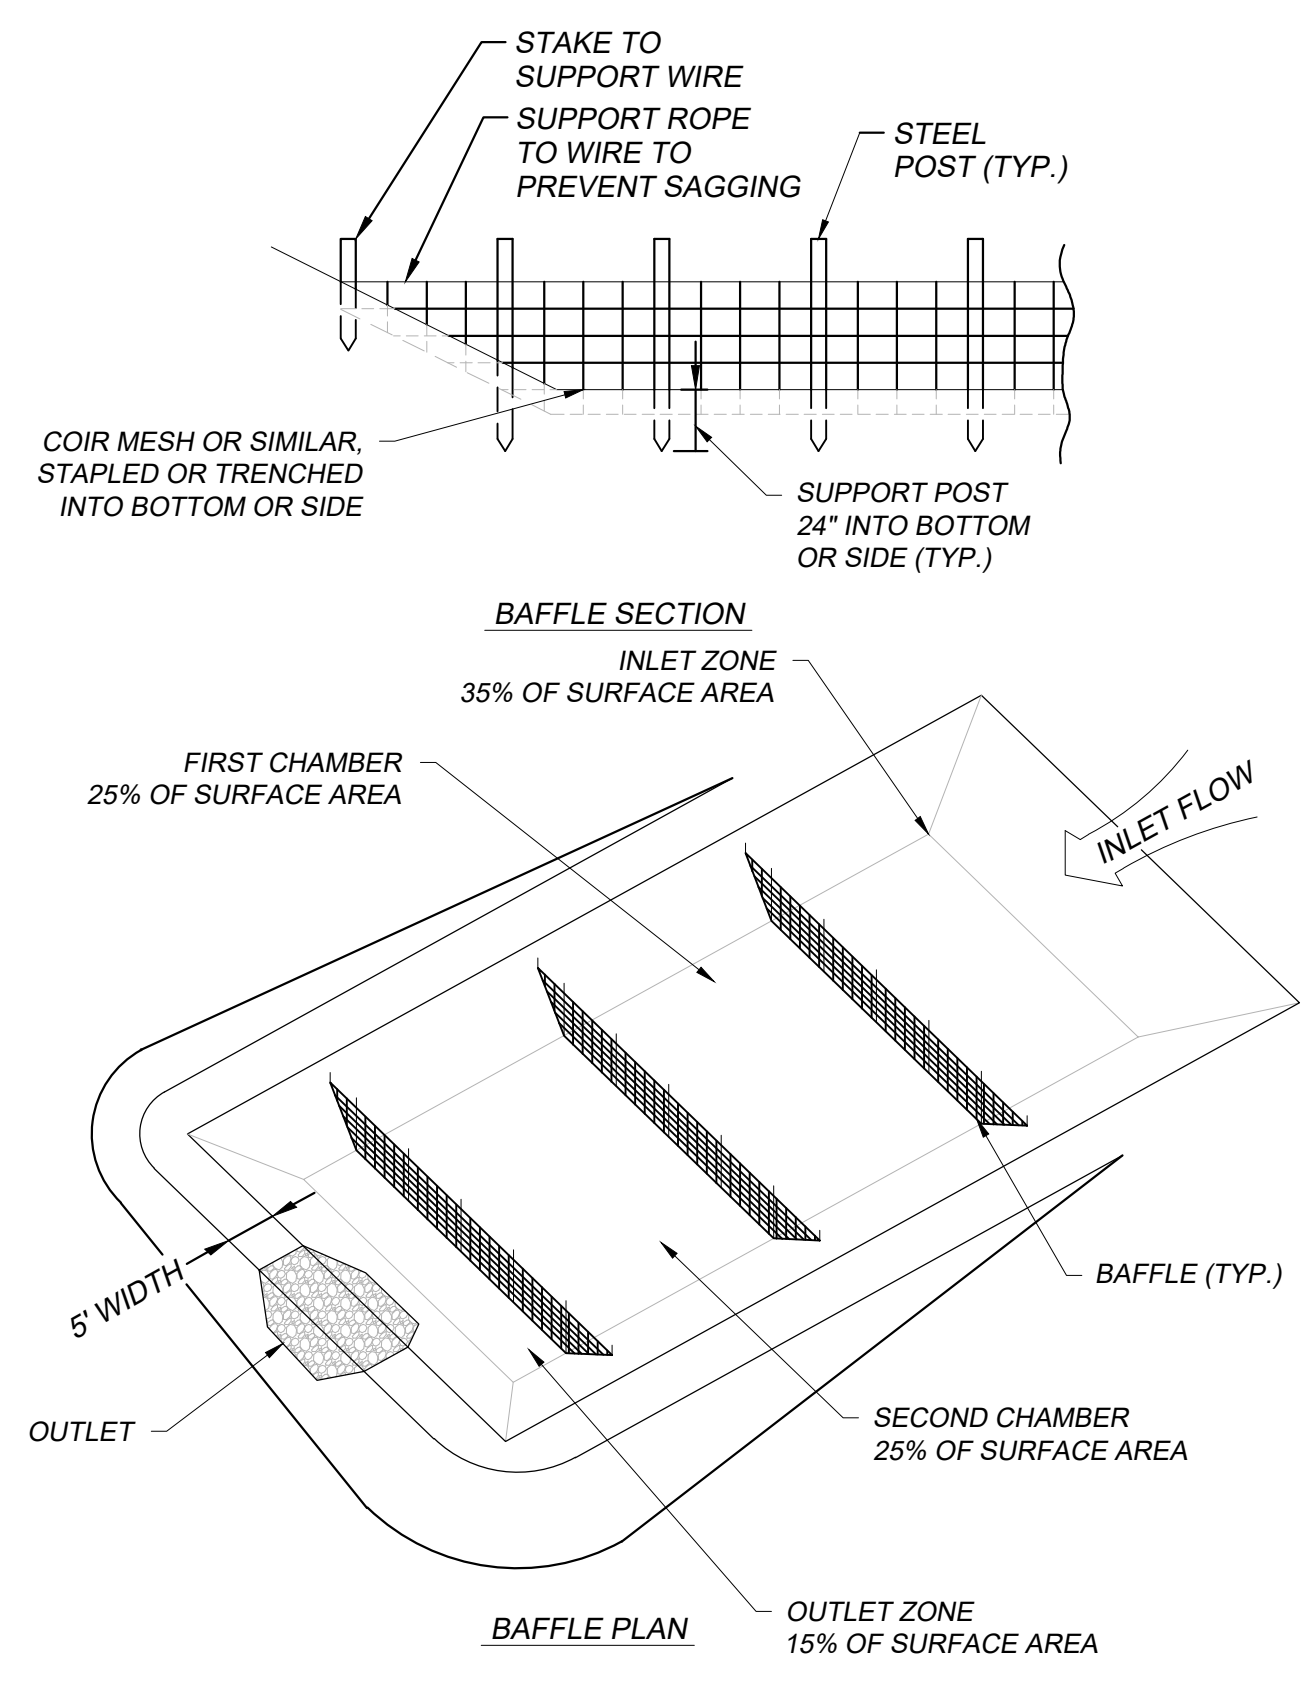 STAKE TO
SUPPORT WIRE
SUPPORT ROPE
TO WIRE TO
PREVENT SAGGING
STEEL
POST (TYP.)
COIR MESH OR SIMILAR,
STAPLED OR TRENCHED
INTO BOTTOM OR SIDE
SUPPORT POST
24" INTO BOTTOM
OR SIDE (TYP.)
BAFFLE SECTION
INLET ZONE
35% OF SURFACE AREA
FIRST CHAMBER
25% OF SURFACE AREA
INLET FLOW
5' WIDTH
BAFFLE (TYP.)
OUTLET
SECOND CHAMBER
25% OF SURFACE AREA
OUTLET ZONE
15% OF SURFACE AREA
BAFFLE PLAN